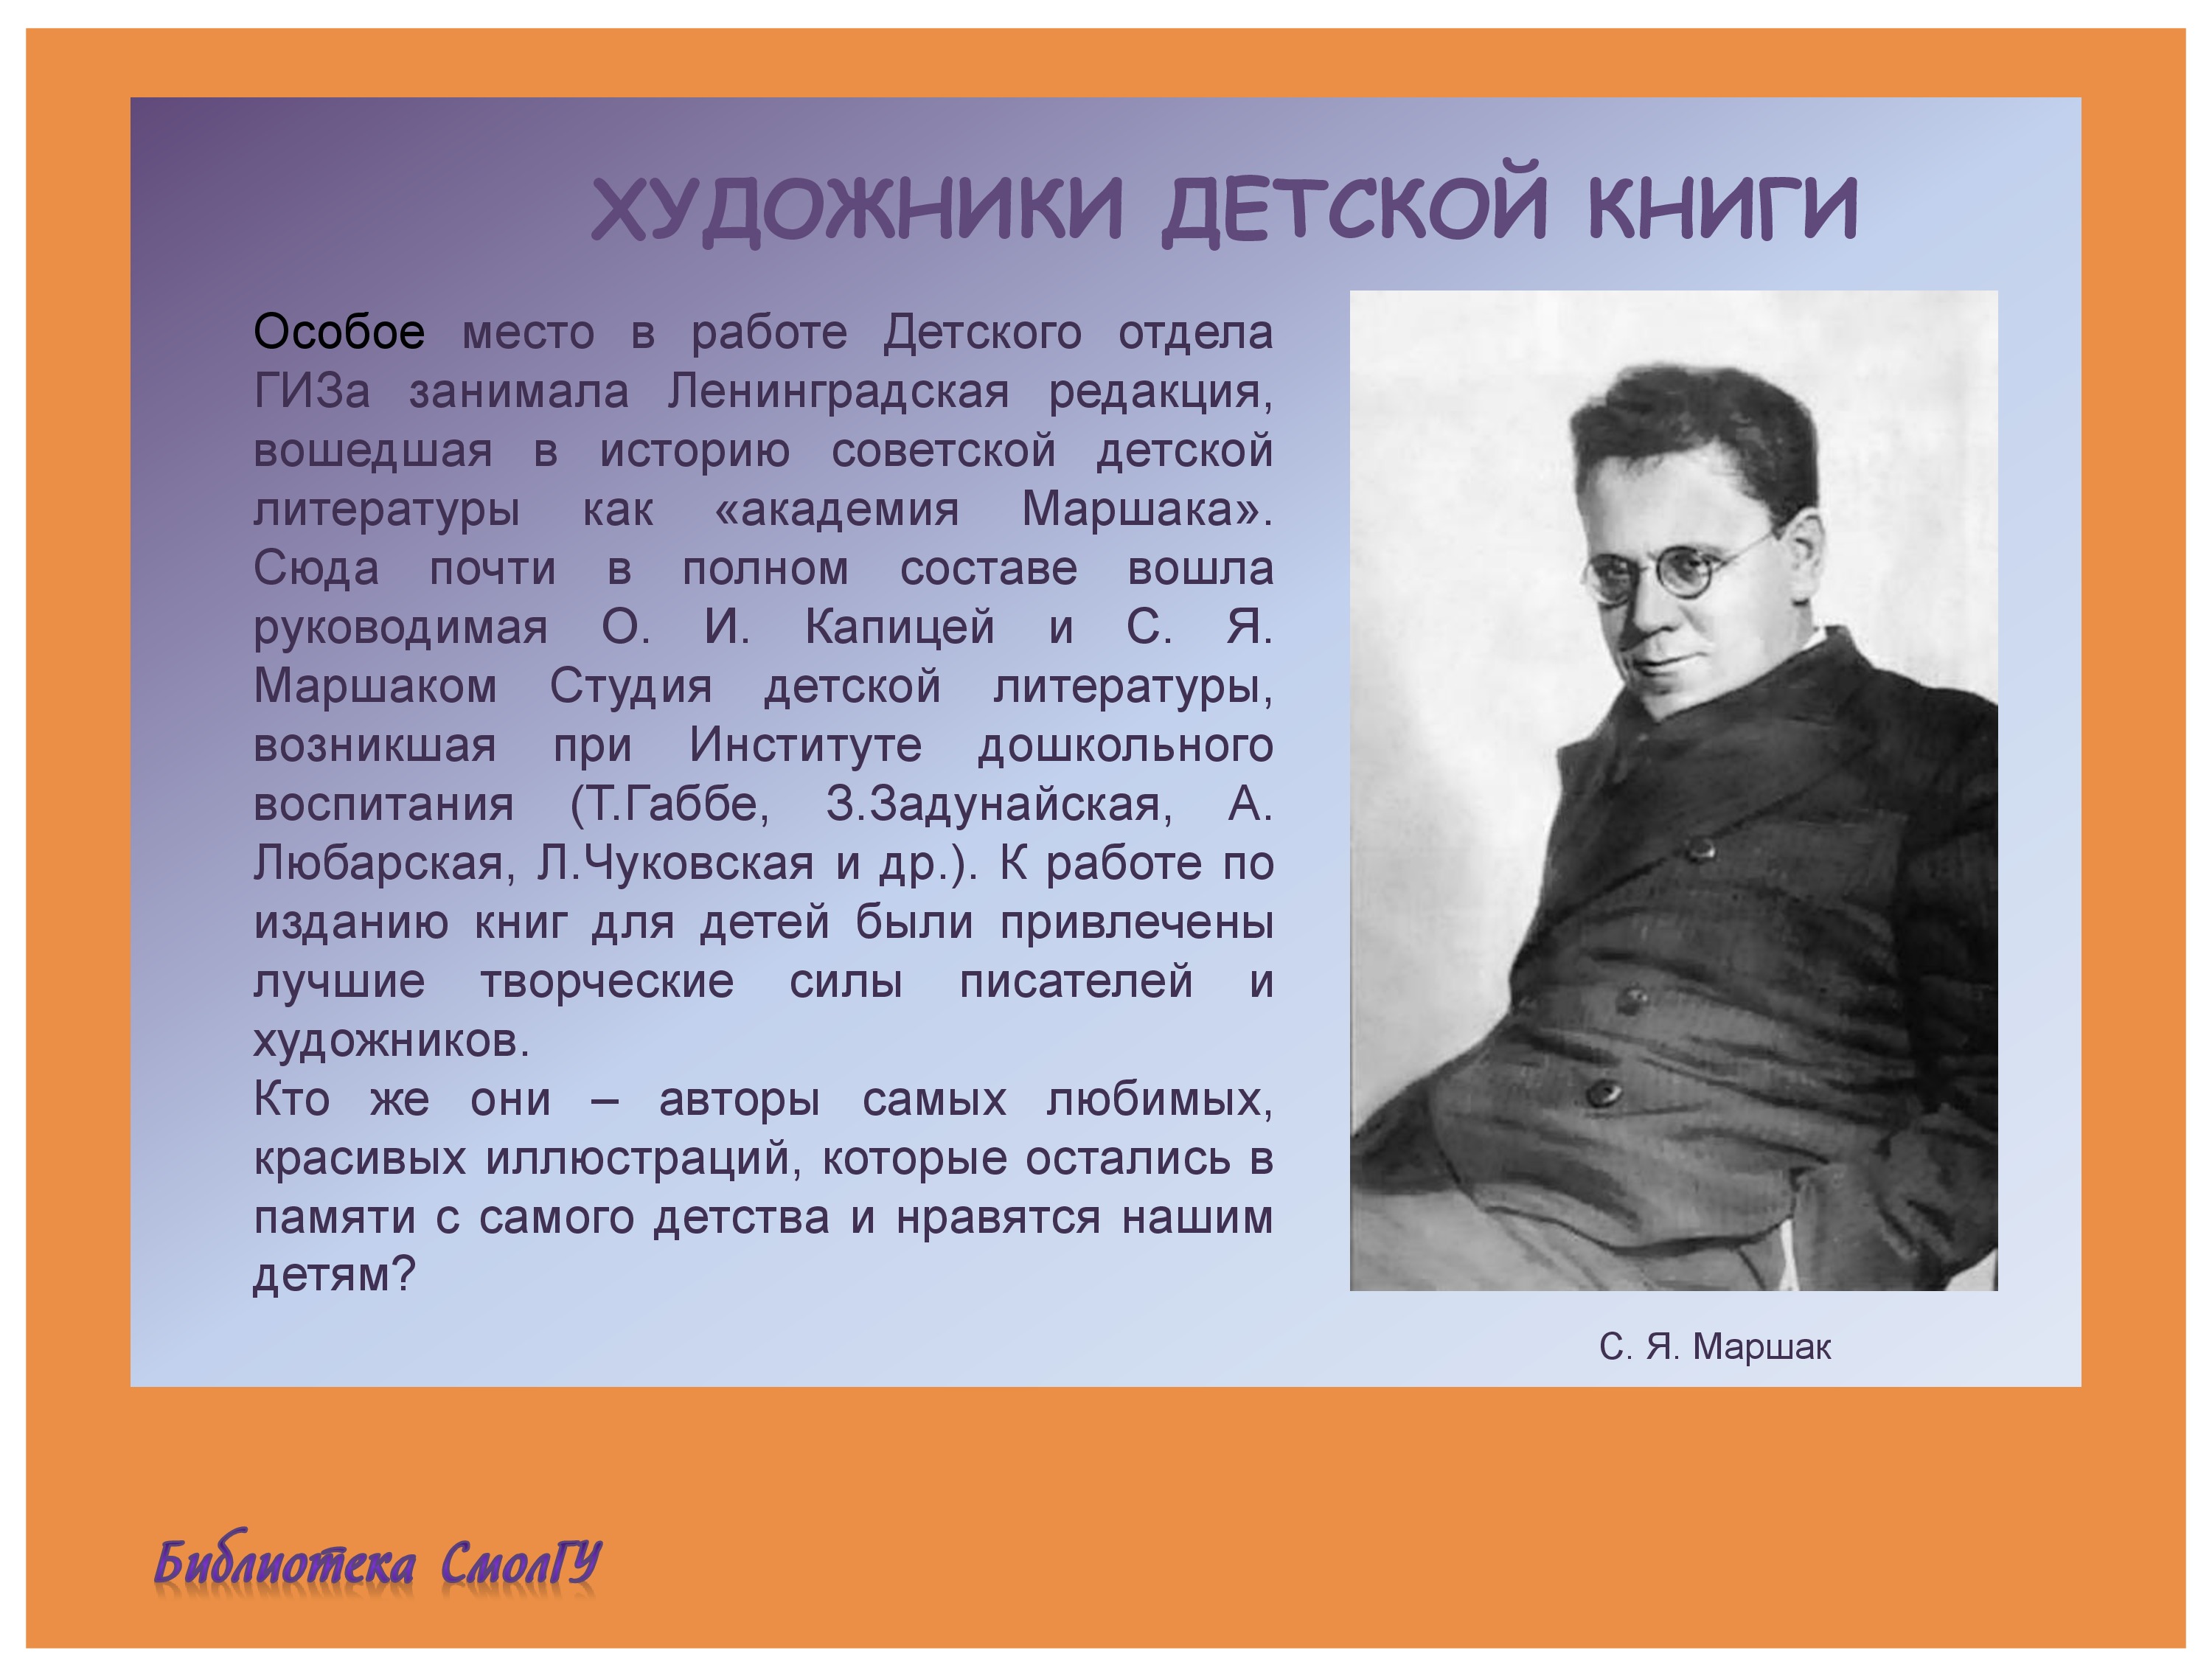 ХУДОЖНИКИ ДЕТСКОЙ КНИГИ
Особое место в работе Детского отдела
ГИЗа занимала Ленинградская редакция,
вошедшая в историю советской детской
литературы как «академия Маршака».
Сюда почти в полном составе вошла
руководимая О. И. Капицей и С. Я.
Маршаком Студия детской литературы,
возникшая при Институте дошкольного
воспитания (Т.Габбе, З.Задунайская, А.
Любарская, Л.Чуковская и др.). К работе по
изданию книг для детей были привлечены
лучшие творческие силы писателей и
художников.
Кто же они – авторы самых любимых,
красивых иллюстраций, которые остались в
памяти с самого детства и нравятся нашим
детям?
С. Я. Маршак
Библиотека СмолГУ